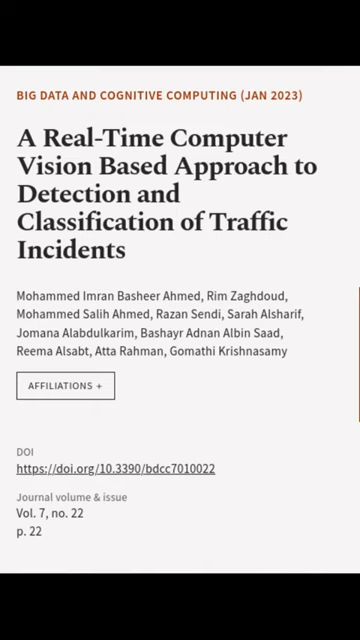 BIG DATA AND COGNITIVE COMPUTING (JAN 2023)
A Real-Time Computer
Vision Based Approach to
Detection and
Classification of Traffic
Incidents
Mohammed Imran Basheer Ahmed, Rim Zaghdoud,
Mohammed Salih Ahmed, Razan Sendi, Sarah Alsharif,
Jomana Alabdulkarim, Bashayr Adnan Albin Saad,
Reema Alsabt, Atta Rahman, Gomathi Krishnasamy
AFFILIATIONS +
DOI
https://doi.org/10.3390/bdcc7010022
Journal volume & issue
Vol. 7, no. 22
p. 22